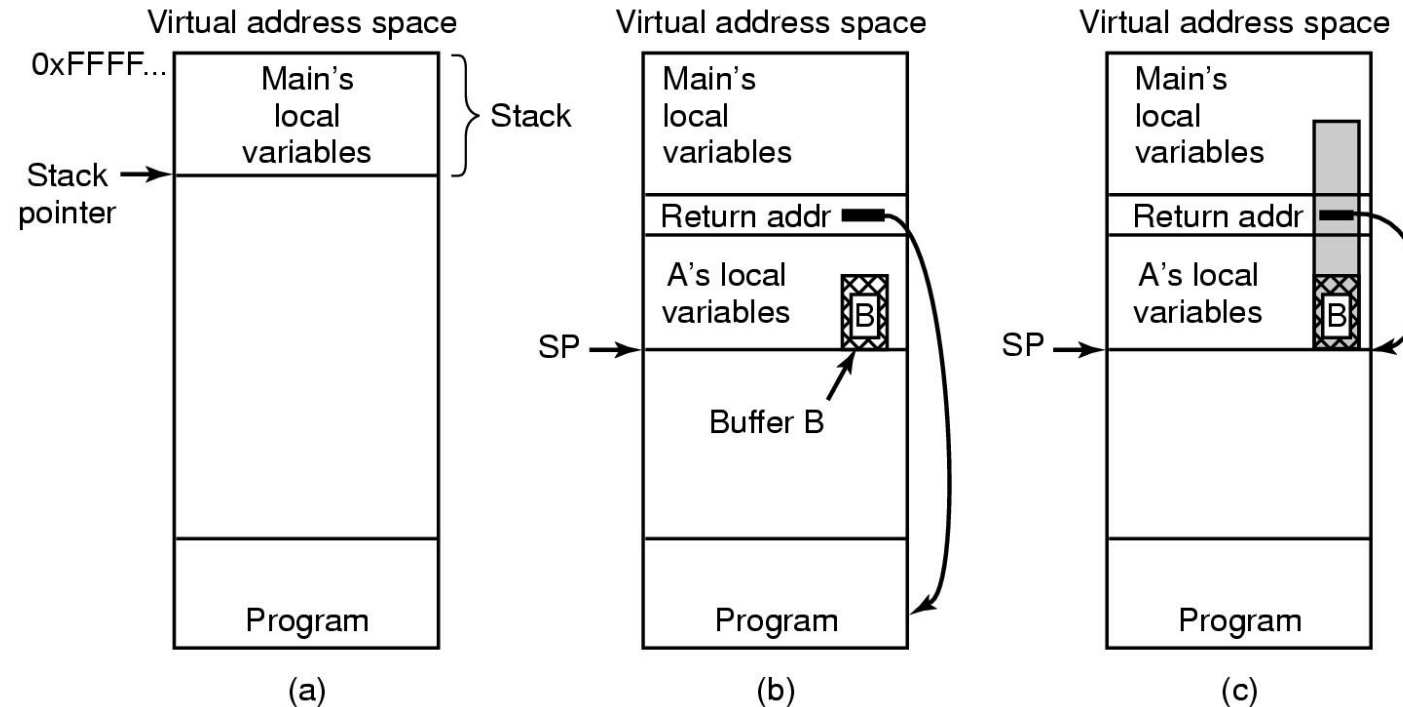 Virtual address space
0xFFFF...
Main's
local
variables
Stack
Stack
pointer
Program
(a)
Virtual address space
Main's
local
variables
Return addr
A's local
variables
B
SP
Buffer B
Program
(b)
Virtual address space
Main's
local
variables
Return addr
A's local
variables
B
SP
Program
(c)